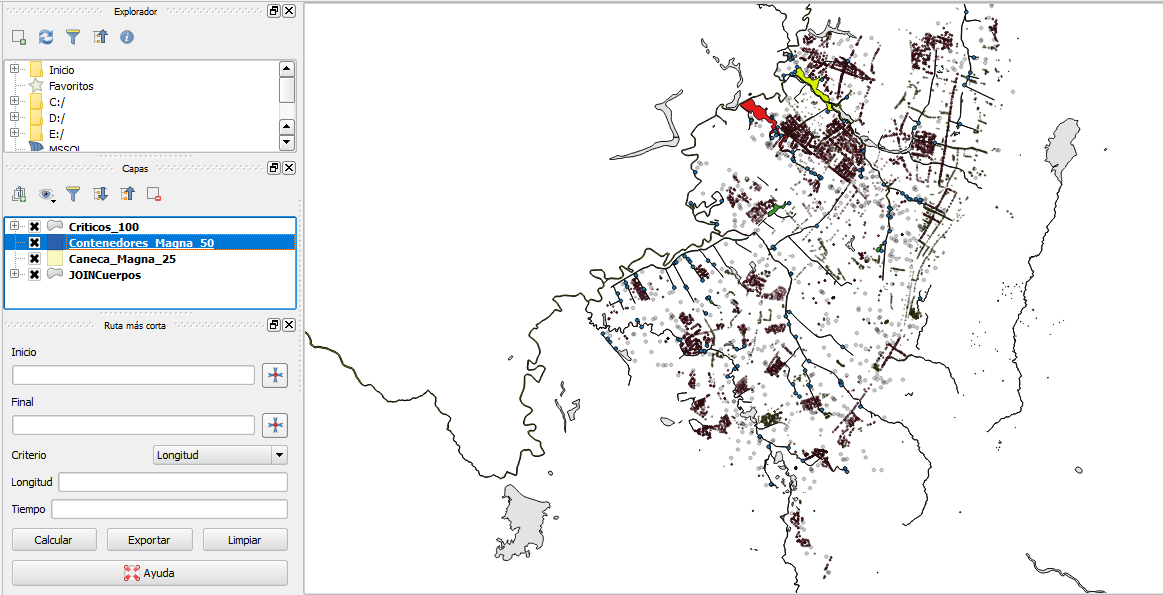 Explorador
Inicio
Favoritos
C:/
D:/
E:/
MSSQL
Capas
Criticos_100
Contenedores_Magna_50
Caneca_Magna_25
JOINCuerpos
Ruta más corta
Inicio
Final
Criterio Longitud
Longitud
Tiempo
Calcular Exportar Limpiar
Ayuda